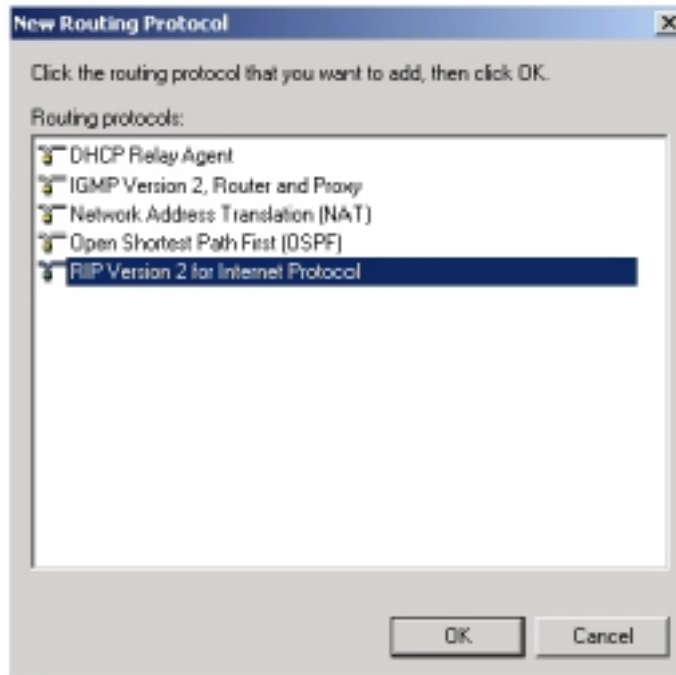 New Routing Protocol
Click the routing protocol that you want to add, then click OK.
Routing protocols:
DHCP Relay Agent
IGMP Version 2, Router and Proxy
Network Address Translation (NAT)
Open Shortest Path First (OSPF)
RIP Version 2 for Internet Protocol
OK
Cancel